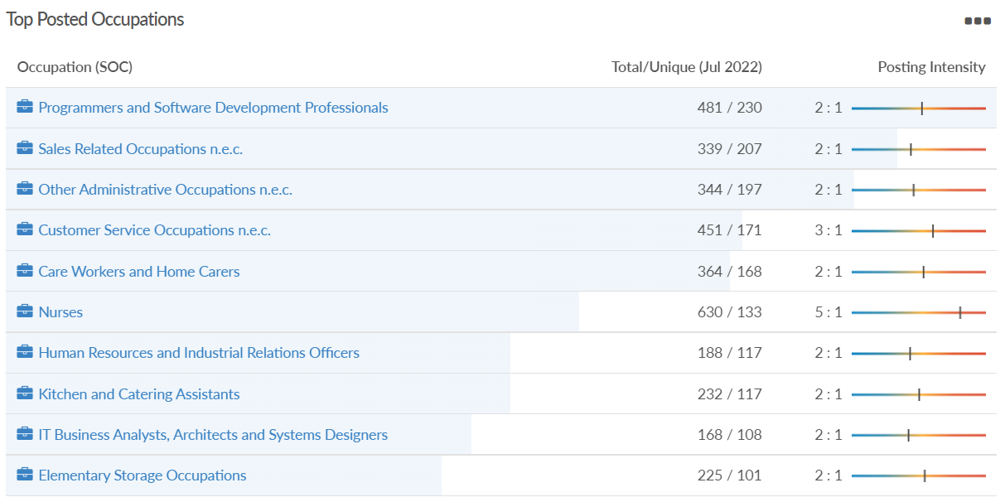 Top Posted Occupations
Occupation (SOC) Total/Unique (Jul 2022) Posting Intensity
Programmers and Software Development Professionals 481 / 230 2 : 1
Sales Related Occupations n.e.c. 339 / 207 2 : 1
Other Administrative Occupations n.e.c. 344 / 197 2 : 1
Customer Service Occupations n.e.c. 451 / 171 3 : 1
Care Workers and Home Carers 364 / 168 2 : 1
Nurses 630 / 133 5 : 1
Human Resources and Industrial Relations Officers 188 / 117 2 : 1
Kitchen and Catering Assistants 232 / 117 2 : 1
IT Business Analysts, Architects and Systems Designers 168 / 108 2 : 1
Elementary Storage Occupations 225 / 101 2 : 1